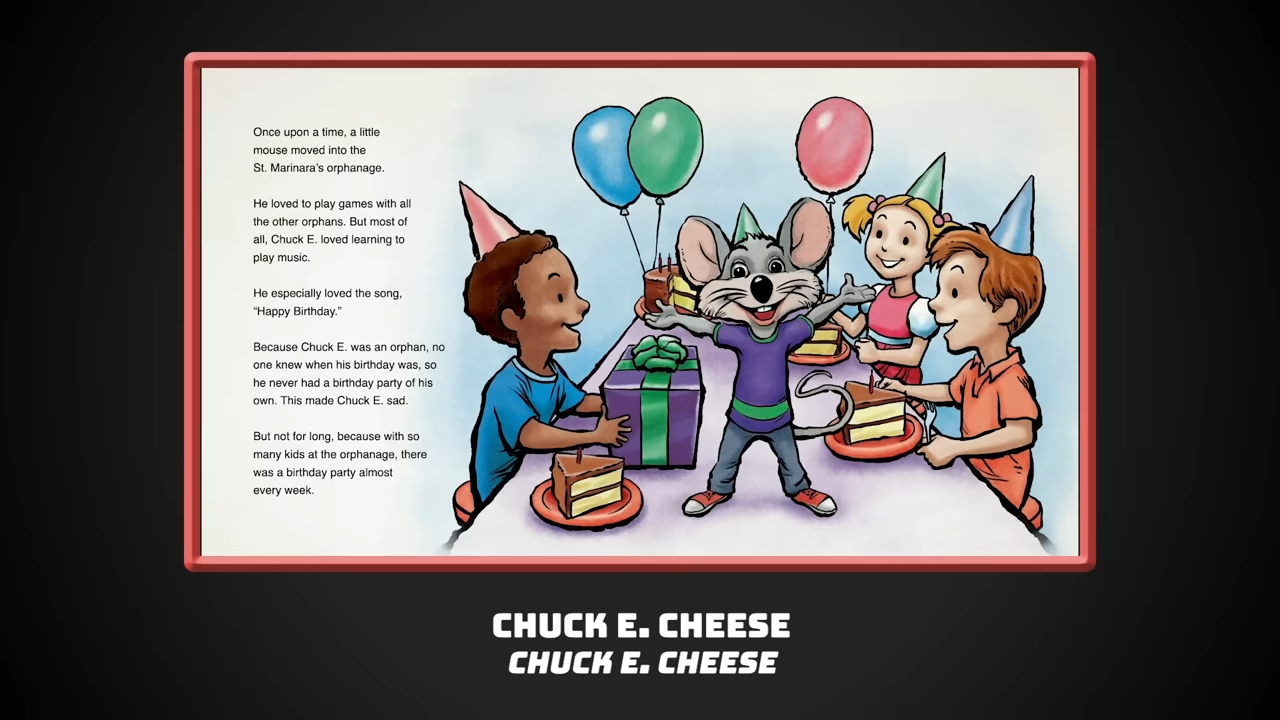 Once upon a time, a little
mouse moved into the
St. Marinara's orphanage.
He loved to play games with all
the other orphans. But most of
all, Chuck E. loved learning to
play music.
He especially loved the song,
“Happy Birthday.”
Because Chuck E. was an orphan, no
one knew when his birthday was, so
he never had a birthday party of his
own. This made Chuck E. sad.
But not for long, because with so
many kids at the orphanage, there
was a birthday party almost
every week.
CHUCK E. CHEESE
CHUCK E. CHEESE